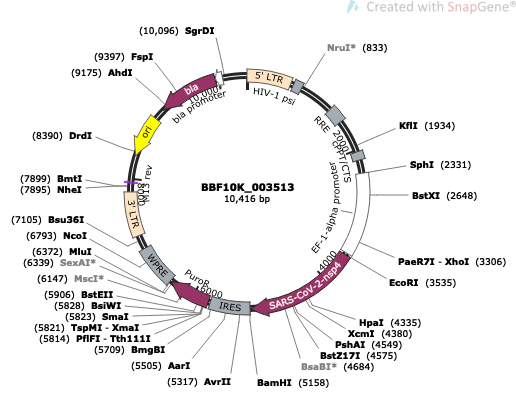 Created with SnapGene®
(10,096) SgrDI
(9397) FspI
(9175) AhdI
(8390) DrdI
(7899) BmtI
(7895) NheI
(7105) Bsu36I
(6793) NcoI
(6372) MluI
(6339) SexAI*
(6147) MscI*
(5906) BstEII
(5828) BsiWI
(5823) SmaI
(5821) TspMI - XmaI
(5814) PflFI - Tth111I
(5709) BmgBI
(5505) AarI
(5317) AvrII
BamHI (5158)
BsaBI* (4684)
BstZ17I (4575)
PshAI (4549)
XcmI (4380)
HpaI (4335)
EcoRI (3535)
PaeR7I - XhoI (3306)
BstXI (2648)
SphI (2331)
KflI (1934)
NruI* (833)
5' LTR
HIV-1 psi
RRE
2000
cPPT/CTS
EF-1-alpha promoter
4000
SARS-CoV-2-nsp4
IRES
6000
PuroR
WPRE
3' LTR
8000
M13 rev
ori
bla
10,000
bla promoter
BBF10K_003513
10,416 bp